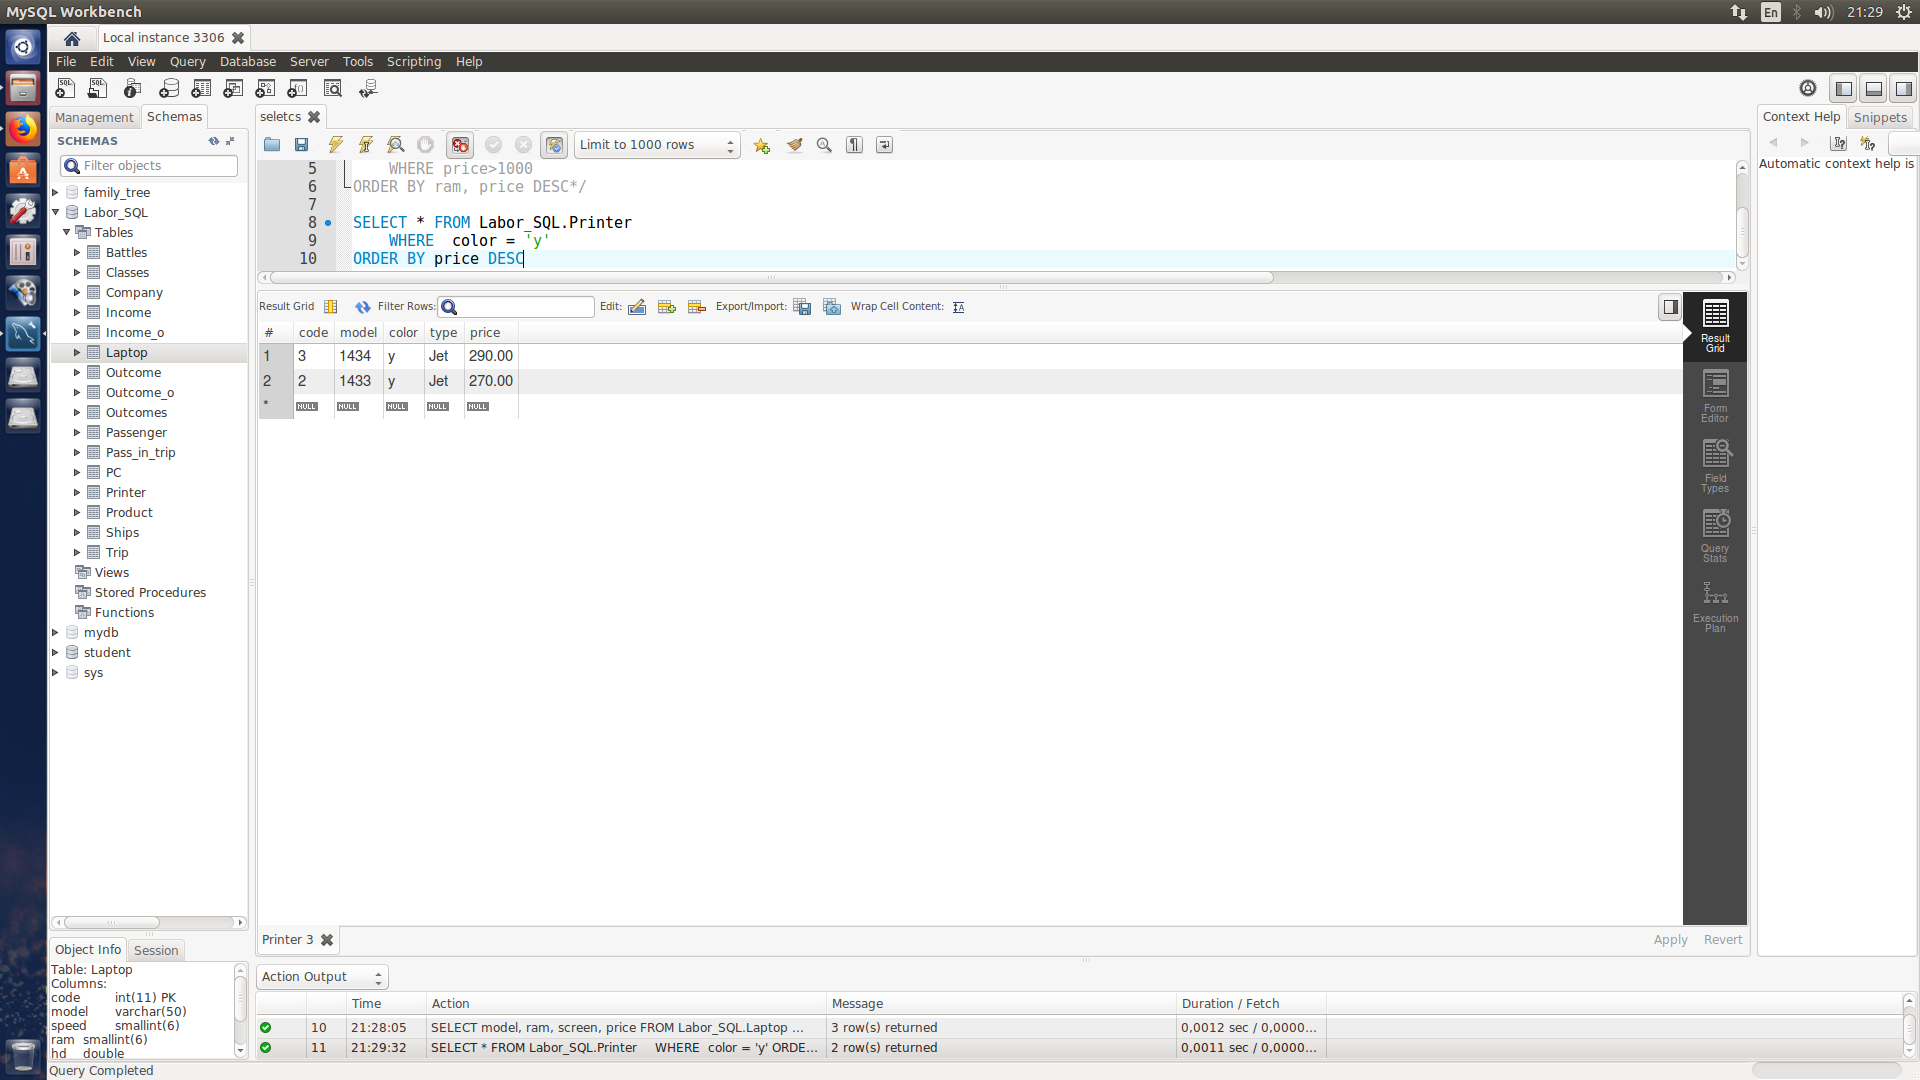 MySQL Workbench
En
21:29
Local instance 3306
File Edit View Query Database Server Tools Scripting Help
Management Schemas
seletcs
Context Help Snippets
SCHEMAS
Filter objects
Limit to 1000 rows
Automatic context help is
family_tree
Labor_SQL
Tables
Battles
Classes
Company
Income
Income_o
Laptop
Outcome
Outcome_o
Outcomes
Passenger
Pass_in_trip
PC
Printer
Product
Ships
Trip
Views
Stored Procedures
Functions
mydb
student
sys
5 WHERE price>1000
6 ORDER BY ram, price DESC*/
7
8 SELECT * FROM Labor_SQL.Printer
9 WHERE  color = 'y'
10 ORDER BY price DESC
Result Grid Filter Rows: Edit: Export/Import: Wrap Cell Content:
# code model color type price
1 3 1434 y Jet 290.00
2 2 1433 y Jet 270.00
* NULL NULL NULL NULL NULL
Result
Grid
Form
Editor
Field
Types
Query
Stats
Execution
Plan
Printer 3
Apply Revert
Object Info Session
Table: Laptop
Columns:
code int(11) PK
model varchar(50)
speed smallint(6)
ram smallint(6)
hd double
Action Output
Time Action Message Duration / Fetch
10 21:28:05 SELECT model, ram, screen, price FROM Labor_SQL.Laptop ... 3 row(s) returned 0,0012 sec / 0,0000...
11 21:29:32 SELECT * FROM Labor_SQL.Printer     WHERE  color = 'y' ORDE... 2 row(s) returned 0,0011 sec / 0,0000...
Query Completed